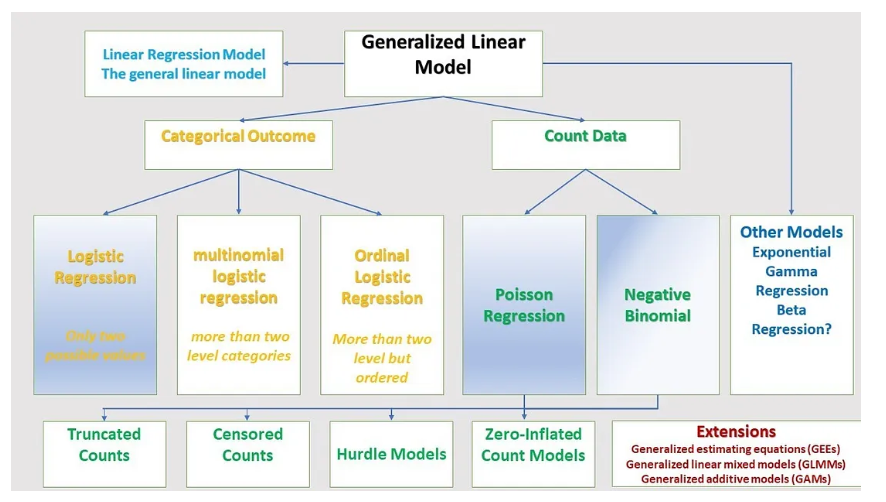 Linear Regression Model
The general linear model
Generalized Linear
Model
Categorical Outcome
Count Data
Logistic
Regression
Only two
possible values
multinomial
logistic
regression
more than two
level categories
Ordinal
Logistic
Regression
More than two
level but
ordered
Poisson
Regression
Negative
Binomial
Other Models
Exponential
Gamma
Regression
Beta
Regression?
Truncated
Counts
Censored
Counts
Hurdle Models
Zero-Inflated
Count Models
Extensions
Generalized estimating equations (GEEs)
Generalized linear mixed models (GLMMs)
Generalized additive models (GAMs)